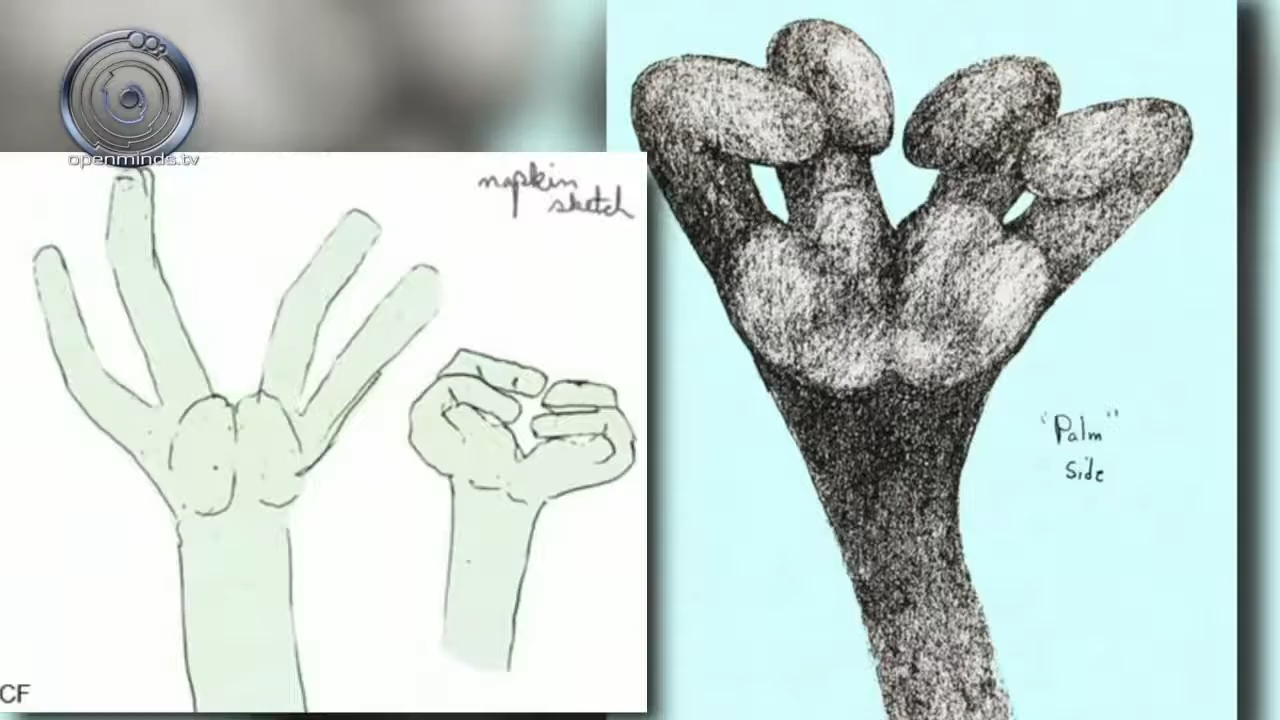 openminds.tv
napkin
sketch
"Palm"
Side
CF